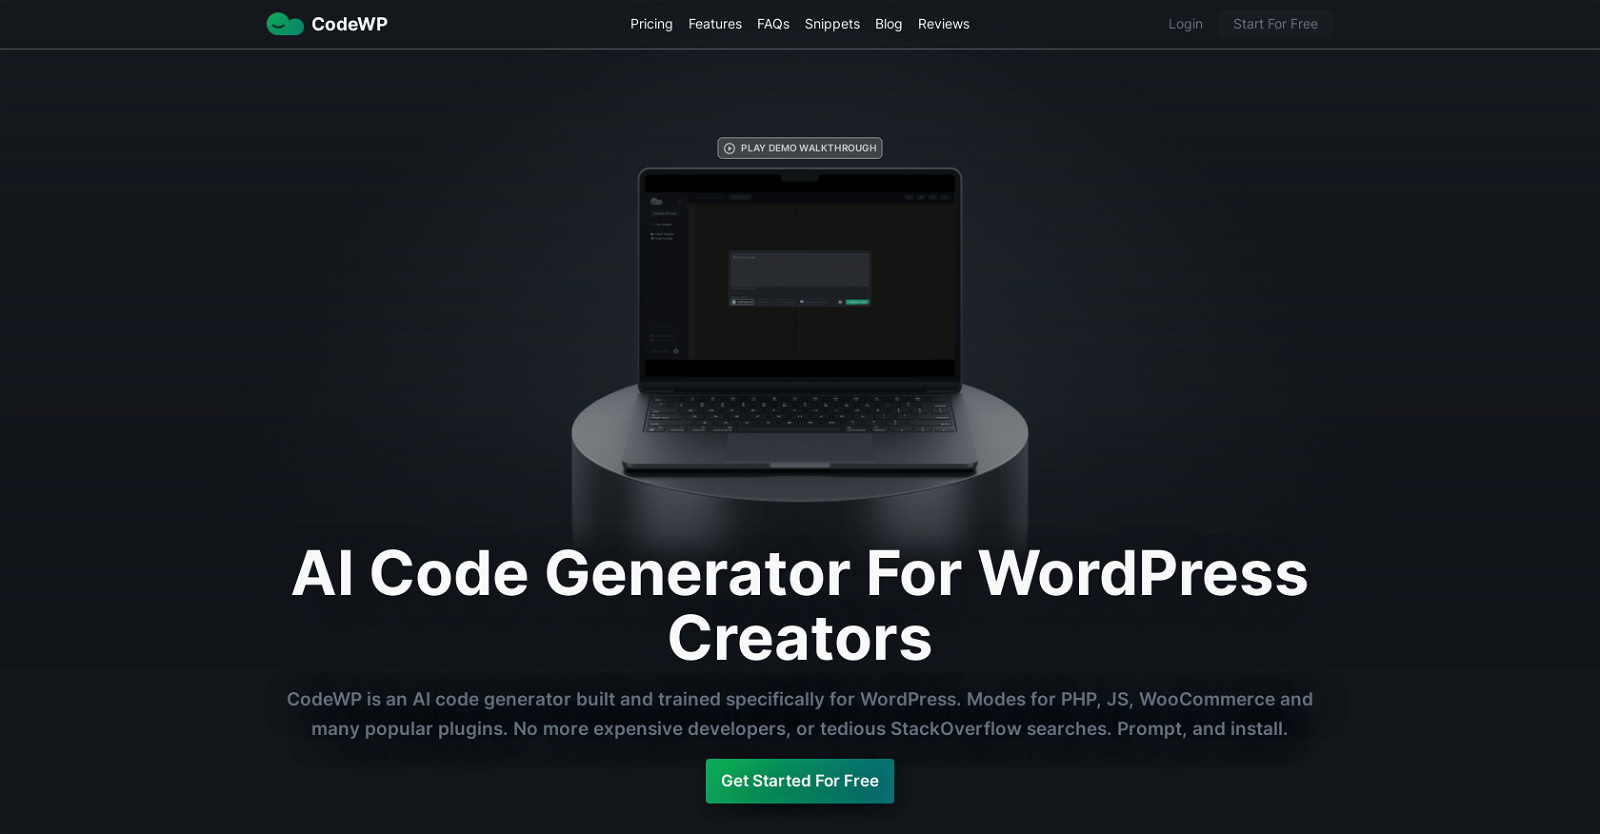 CodeWP
Pricing Features FAQs Snippets Blog Reviews
Login Start For Free
PLAY DEMO WALKTHROUGH
AI Code Generator For WordPress
Creators
CodeWP is an AI code generator built and trained specifically for WordPress. Modes for PHP, JS, WooCommerce and
many popular plugins. No more expensive developers, or tedious StackOverflow searches. Prompt, and install.
Get Started For Free